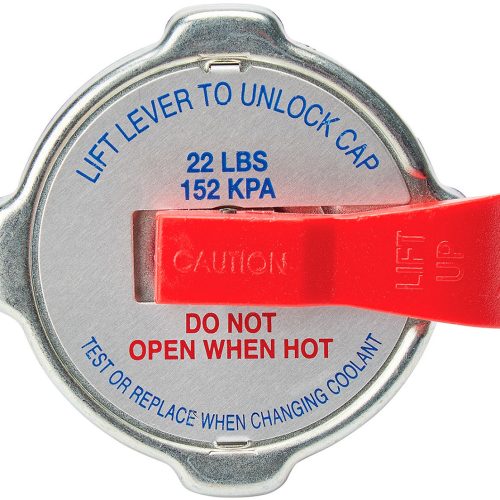 LIFT LEVER TO UNLOCK CAP
22 LBS
152 KPA
CAUTION
LIFT
UP
DO NOT
OPEN WHEN HOT
TEST OR REPLACE WHEN CHANGING COOLANT